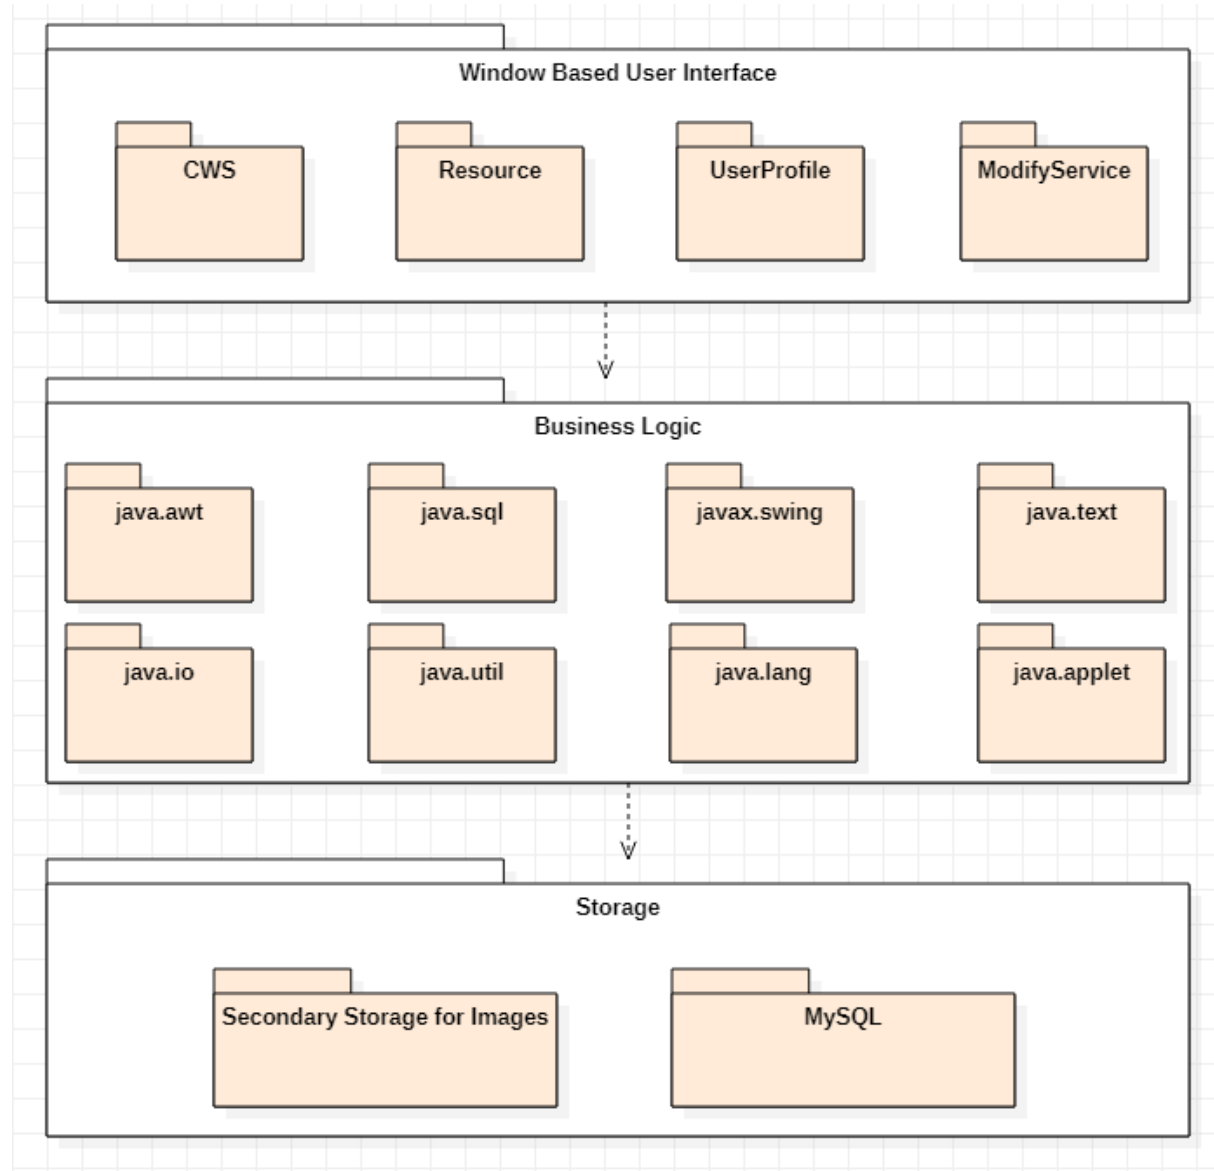 Window Based User Interface
CWS
Resource
UserProfile
ModifyService
Business Logic
java.awt
java.sql
javax.swing
java.text
java.io
java.util
java.lang
java.applet
Storage
Secondary Storage for Images
MySQL